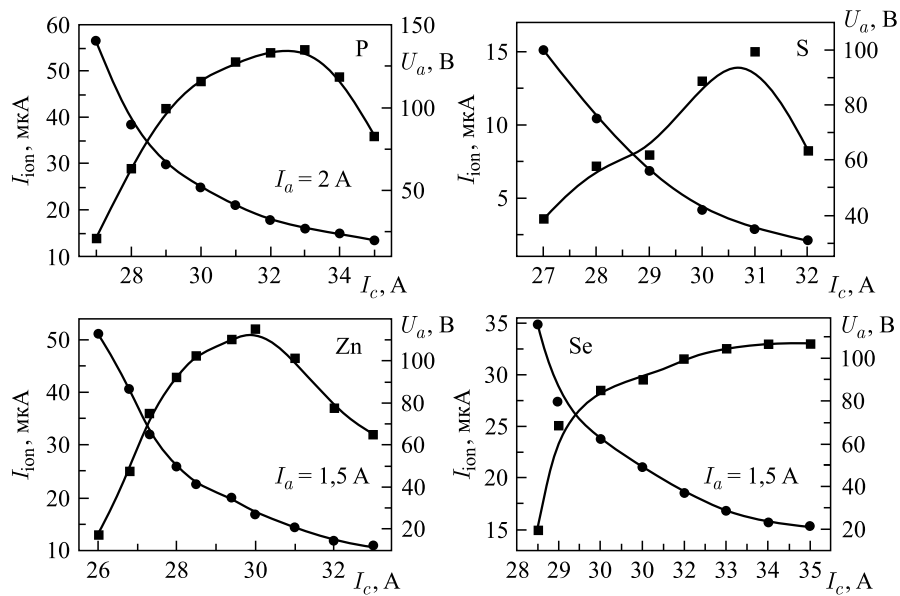 60
50
40
30
20
10
I_ion, мкА
P
I_a = 2 А
150
U_a, В
100
50
28 30 32 34
I_c, А
15
10
5
I_ion, мкА
S
U_a, В
100
80
60
40
27 28 29 30 31 32
I_c, А
50
40
30
20
10
I_ion, мкА
Zn
I_a = 1,5 А
U_a, В
100
80
60
40
20
26 28 30 32
I_c, А
35
30
25
20
15
I_ion, мкА
Se
I_a = 1,5 А
U_a, В
100
80
60
40
20
28 29 30 30 32 33 34 35
I_c, А